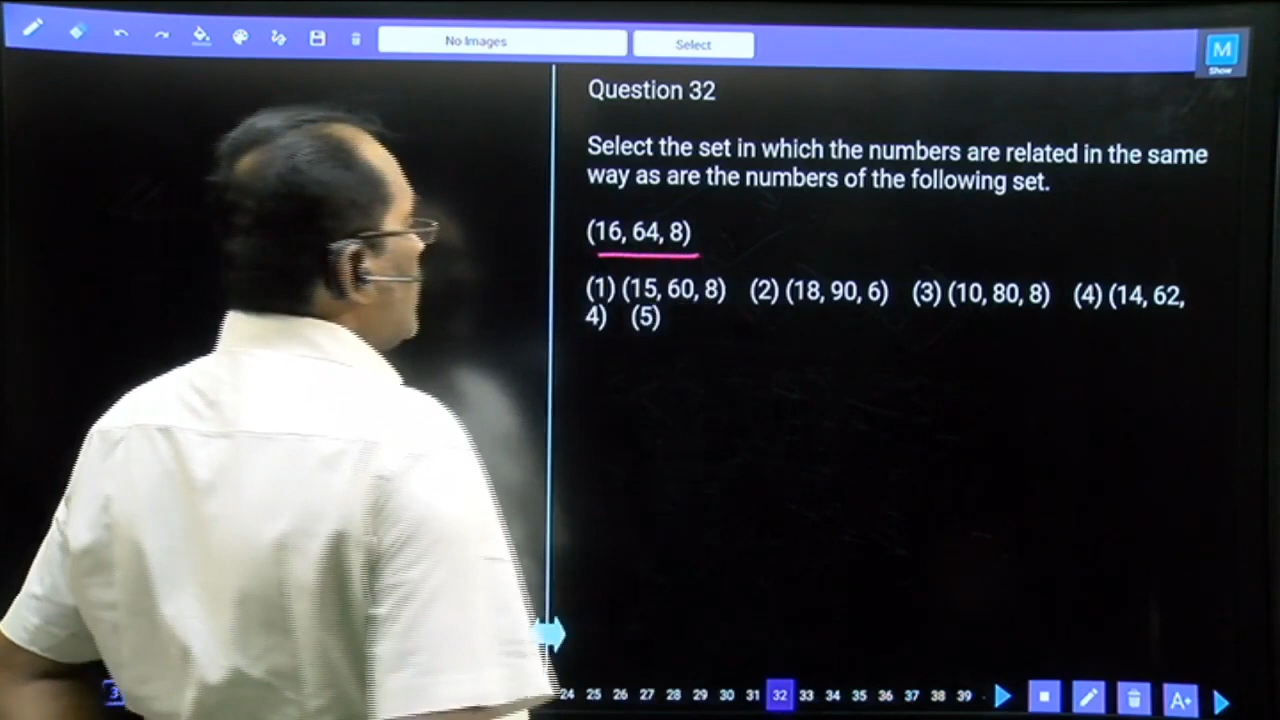 No Images
Select
M
Show
Question 32
Select the set in which the numbers are related in the same
way as are the numbers of the following set.
(16, 64, 8)
(1) (15, 60, 8) (2) (18, 90, 6) (3) (10, 80, 8) (4) (14, 62,
4) (5)
24 25 26 27 28 29 30 31 32 33 34 35 36 37 38 39
A+